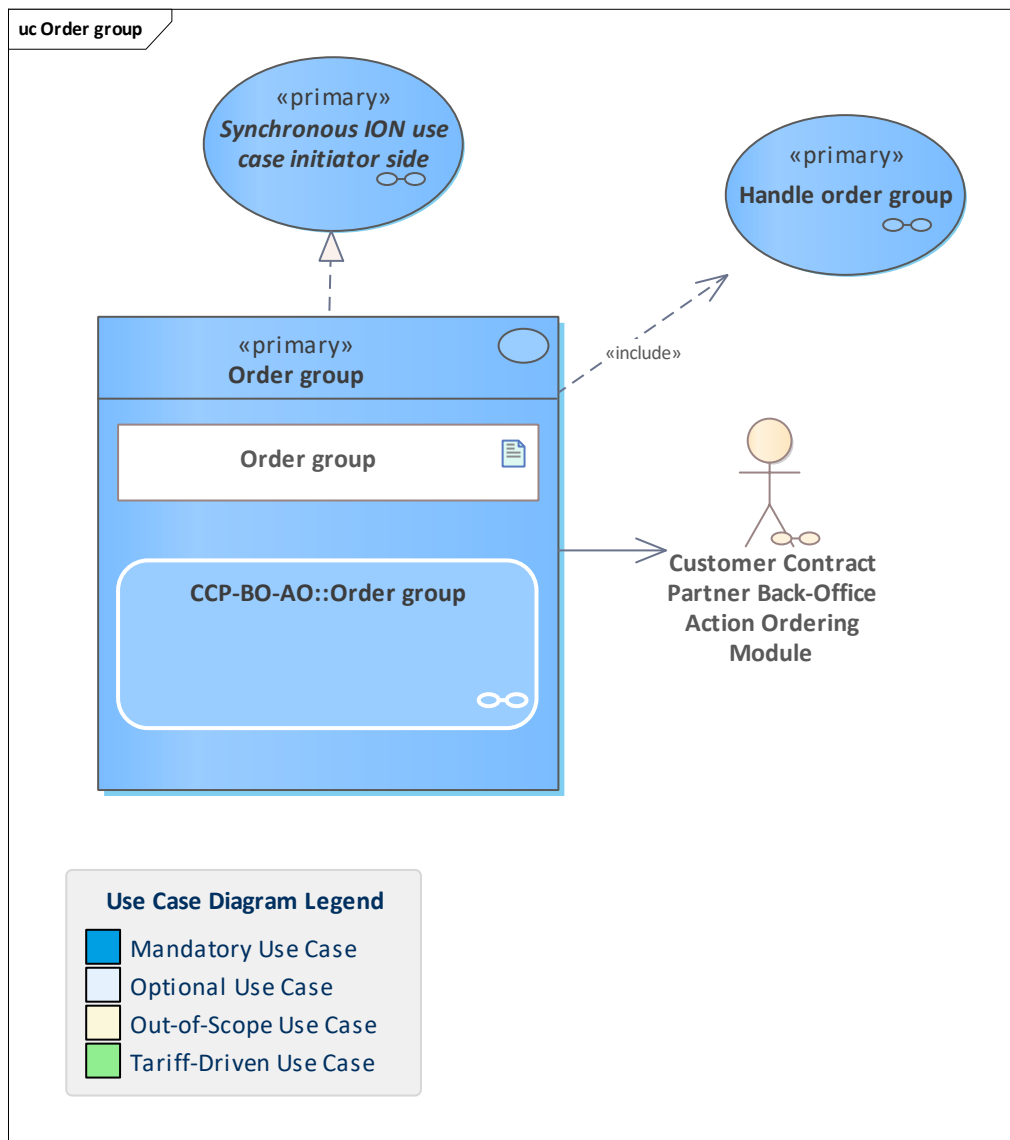 uc Order group
«primary»
Synchronous ION use
case initiator side
«primary»
Handle order group
«primary»
Order group
«include»
Order group
CCP-BO-AO::Order group
Customer Contract
Partner Back-Office
Action Ordering
Module
Use Case Diagram Legend
Mandatory Use Case
Optional Use Case
Out-of-Scope Use Case
Tariff-Driven Use Case